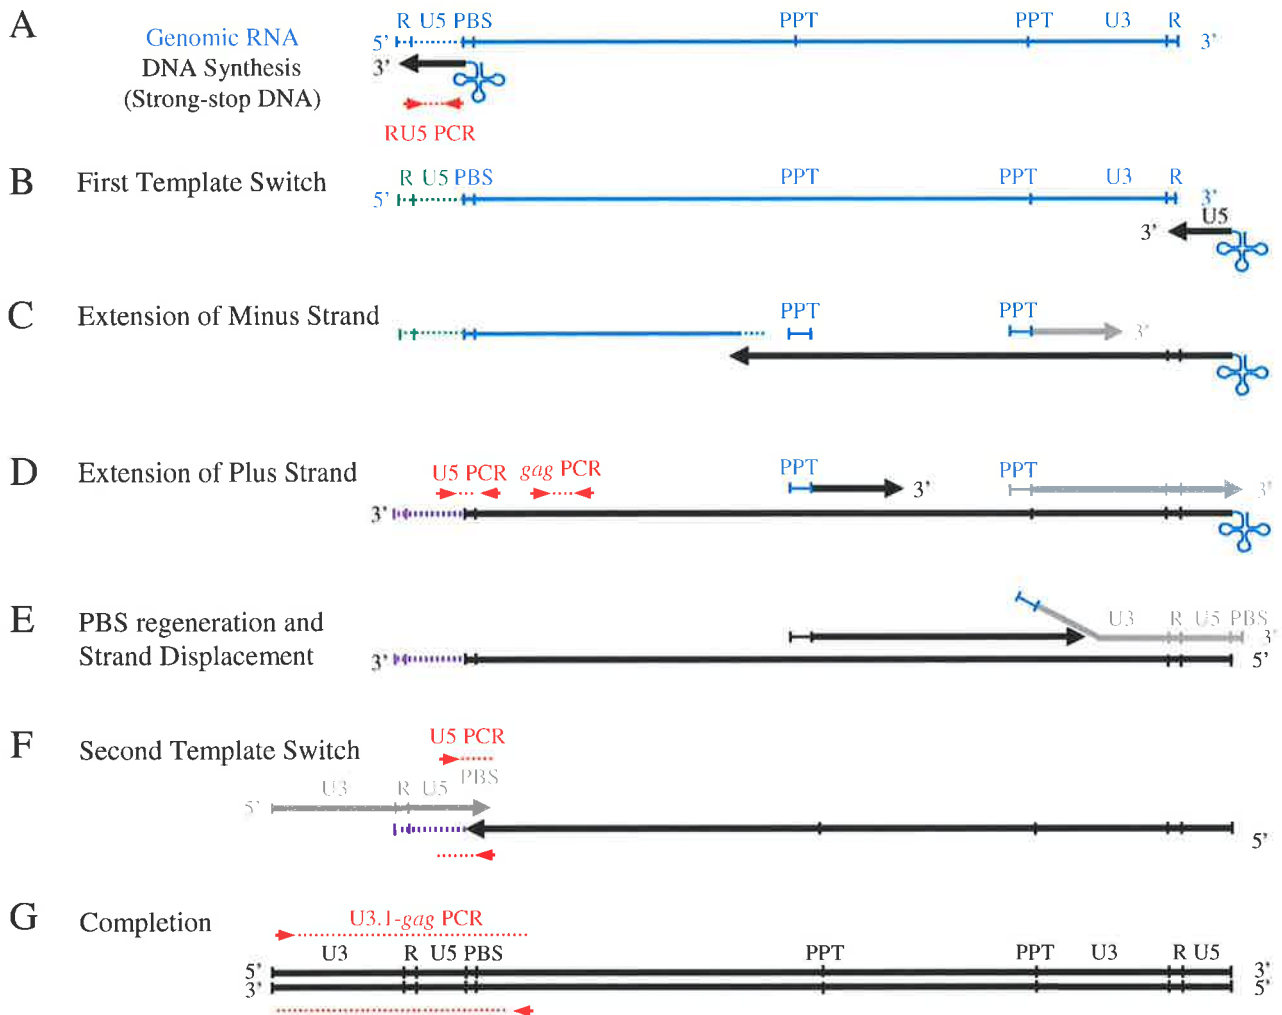 A
R U5 PBS PPT PPT U3 R
Genomic RNA
5' 3'
DNA Synthesis
3'
(Strong-stop DNA)
RU5 PCR
B
First Template Switch
R U5 PBS PPT PPT U3 R
5' 3'
U5
3'
C
Extension of Minus Strand
PPT PPT
3'
D
Extension of Plus Strand
U5 PCR gag PCR PPT PPT
3' 3'
3'
E
PBS regeneration and
Strand Displacement
U3 R U5 PBS
3'
3' 5'
F
Second Template Switch
U5 PCR
PBS
U3 R U5
5'
5'
G
Completion
U3.1-gag PCR
U3 R U5 PBS PPT PPT U3 R U5
5' 3'
3' 5'